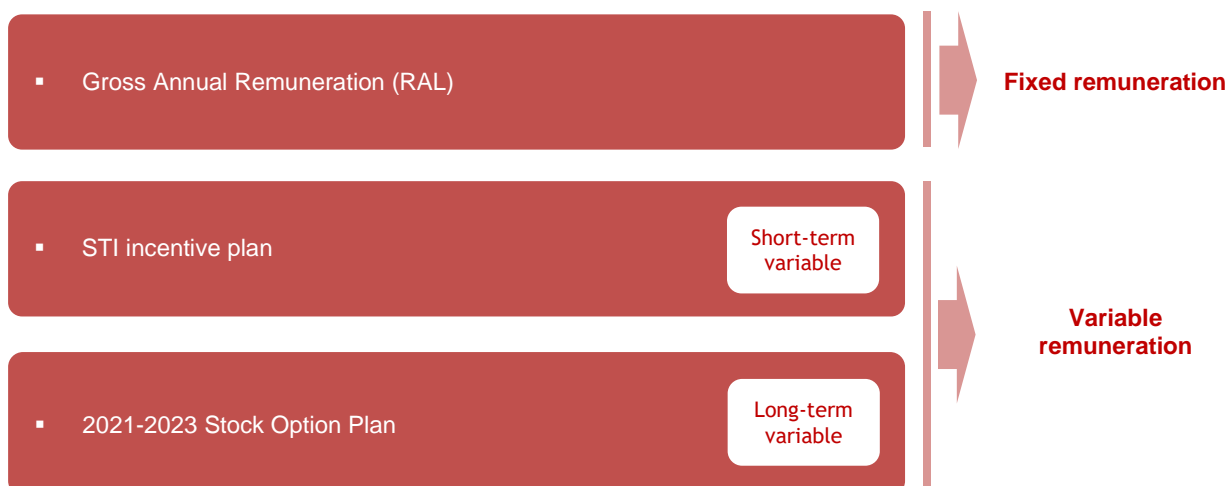 ▪ Gross Annual Remuneration (RAL)
Fixed remuneration
▪ STI incentive plan
Short-term
variable
▪ 2021-2023 Stock Option Plan
Long-term
variable
Variable
remuneration